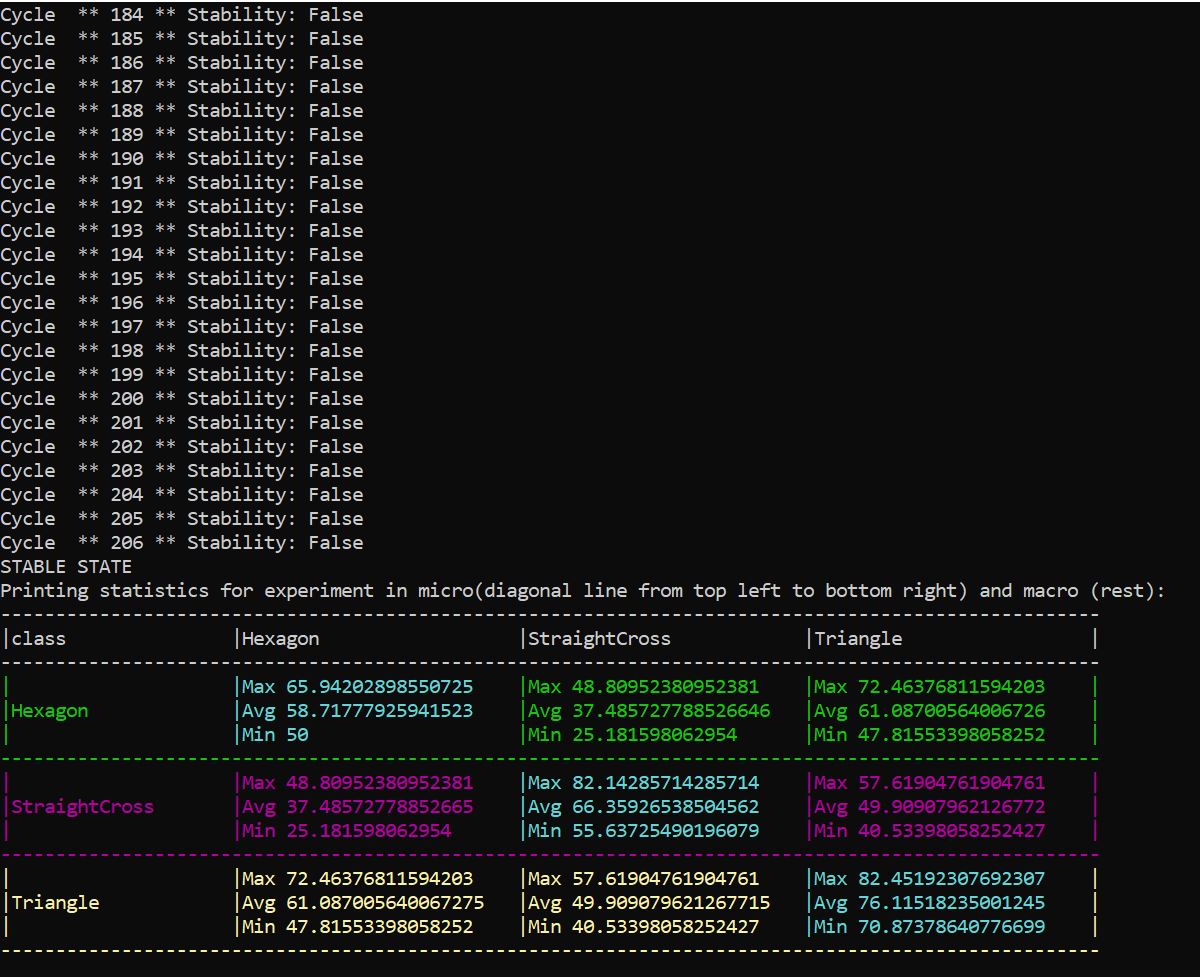 Cycle  ** 184 ** Stability: False
Cycle  ** 185 ** Stability: False
Cycle  ** 186 ** Stability: False
Cycle  ** 187 ** Stability: False
Cycle  ** 188 ** Stability: False
Cycle  ** 189 ** Stability: False
Cycle  ** 190 ** Stability: False
Cycle  ** 191 ** Stability: False
Cycle  ** 192 ** Stability: False
Cycle  ** 193 ** Stability: False
Cycle  ** 194 ** Stability: False
Cycle  ** 195 ** Stability: False
Cycle  ** 196 ** Stability: False
Cycle  ** 197 ** Stability: False
Cycle  ** 198 ** Stability: False
Cycle  ** 199 ** Stability: False
Cycle  ** 200 ** Stability: False
Cycle  ** 201 ** Stability: False
Cycle  ** 202 ** Stability: False
Cycle  ** 203 ** Stability: False
Cycle  ** 204 ** Stability: False
Cycle  ** 205 ** Stability: False
Cycle  ** 206 ** Stability: False
STABLE STATE
Printing statistics for experiment in micro(diagonal line from top left to bottom right) and macro (rest):
----------------------------------------------------------------------------------------------------
|class               |Hexagon                  |StraightCross            |Triangle                 |
----------------------------------------------------------------------------------------------------
|                    |Max 65.94202898550725    |Max 48.80952380952381    |Max 72.46376811594203    |
|Hexagon             |Avg 58.71777925941523    |Avg 37.485727788526646   |Avg 61.08700564006726    |
|                    |Min 50                   |Min 25.181598062954      |Min 47.81553398058252    |
----------------------------------------------------------------------------------------------------
|                    |Max 48.80952380952381    |Max 82.14285714285714    |Max 57.61904761904761    |
|StraightCross       |Avg 37.48572778852665    |Avg 66.35926538504562    |Avg 49.90907962126772    |
|                    |Min 25.181598062954      |Min 55.63725490196079    |Min 40.53398058252427    |
----------------------------------------------------------------------------------------------------
|                    |Max 72.46376811594203    |Max 57.61904761904761    |Max 82.45192307692307    |
|Triangle            |Avg 61.087005640067275   |Avg 49.909079621267715   |Avg 76.11518235001245    |
|                    |Min 47.81553398058252    |Min 40.53398058252427    |Min 70.87378640776699    |
----------------------------------------------------------------------------------------------------